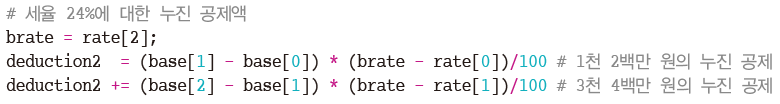 # 세율 24%에 대한 누진 공제액
brate = rate[2];
deduction2  = (base[1] - base[0]) * (brate - rate[0])/100 # 1천 2백만 원의 누진 공제
deduction2 += (base[2] - base[1]) * (brate - rate[1])/100 # 3천 4백만 원의 누진 공제